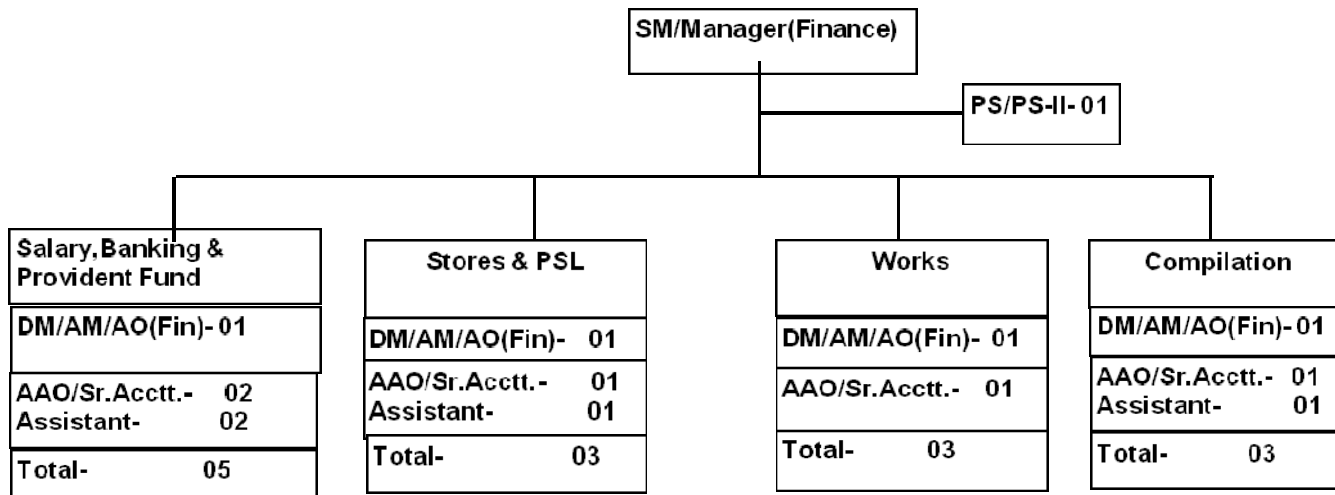 SM/Manager(Finance)
PS/PS-II- 01
Salary,Banking &
Provident Fund
DM/AM/AO(Fin)- 01
AAO/Sr.Acctt.- 02
Assistant- 02
Total- 05
Stores & PSL
DM/AM/AO(Fin)- 01
AAO/Sr.Acctt.- 01
Assistant- 01
Total- 03
Works
DM/AM/AO(Fin)- 01
AAO/Sr.Acctt.- 01
Total- 03
Compilation
DM/AM/AO(Fin)- 01
AAO/Sr.Acctt.- 01
Assistant- 01
Total- 03